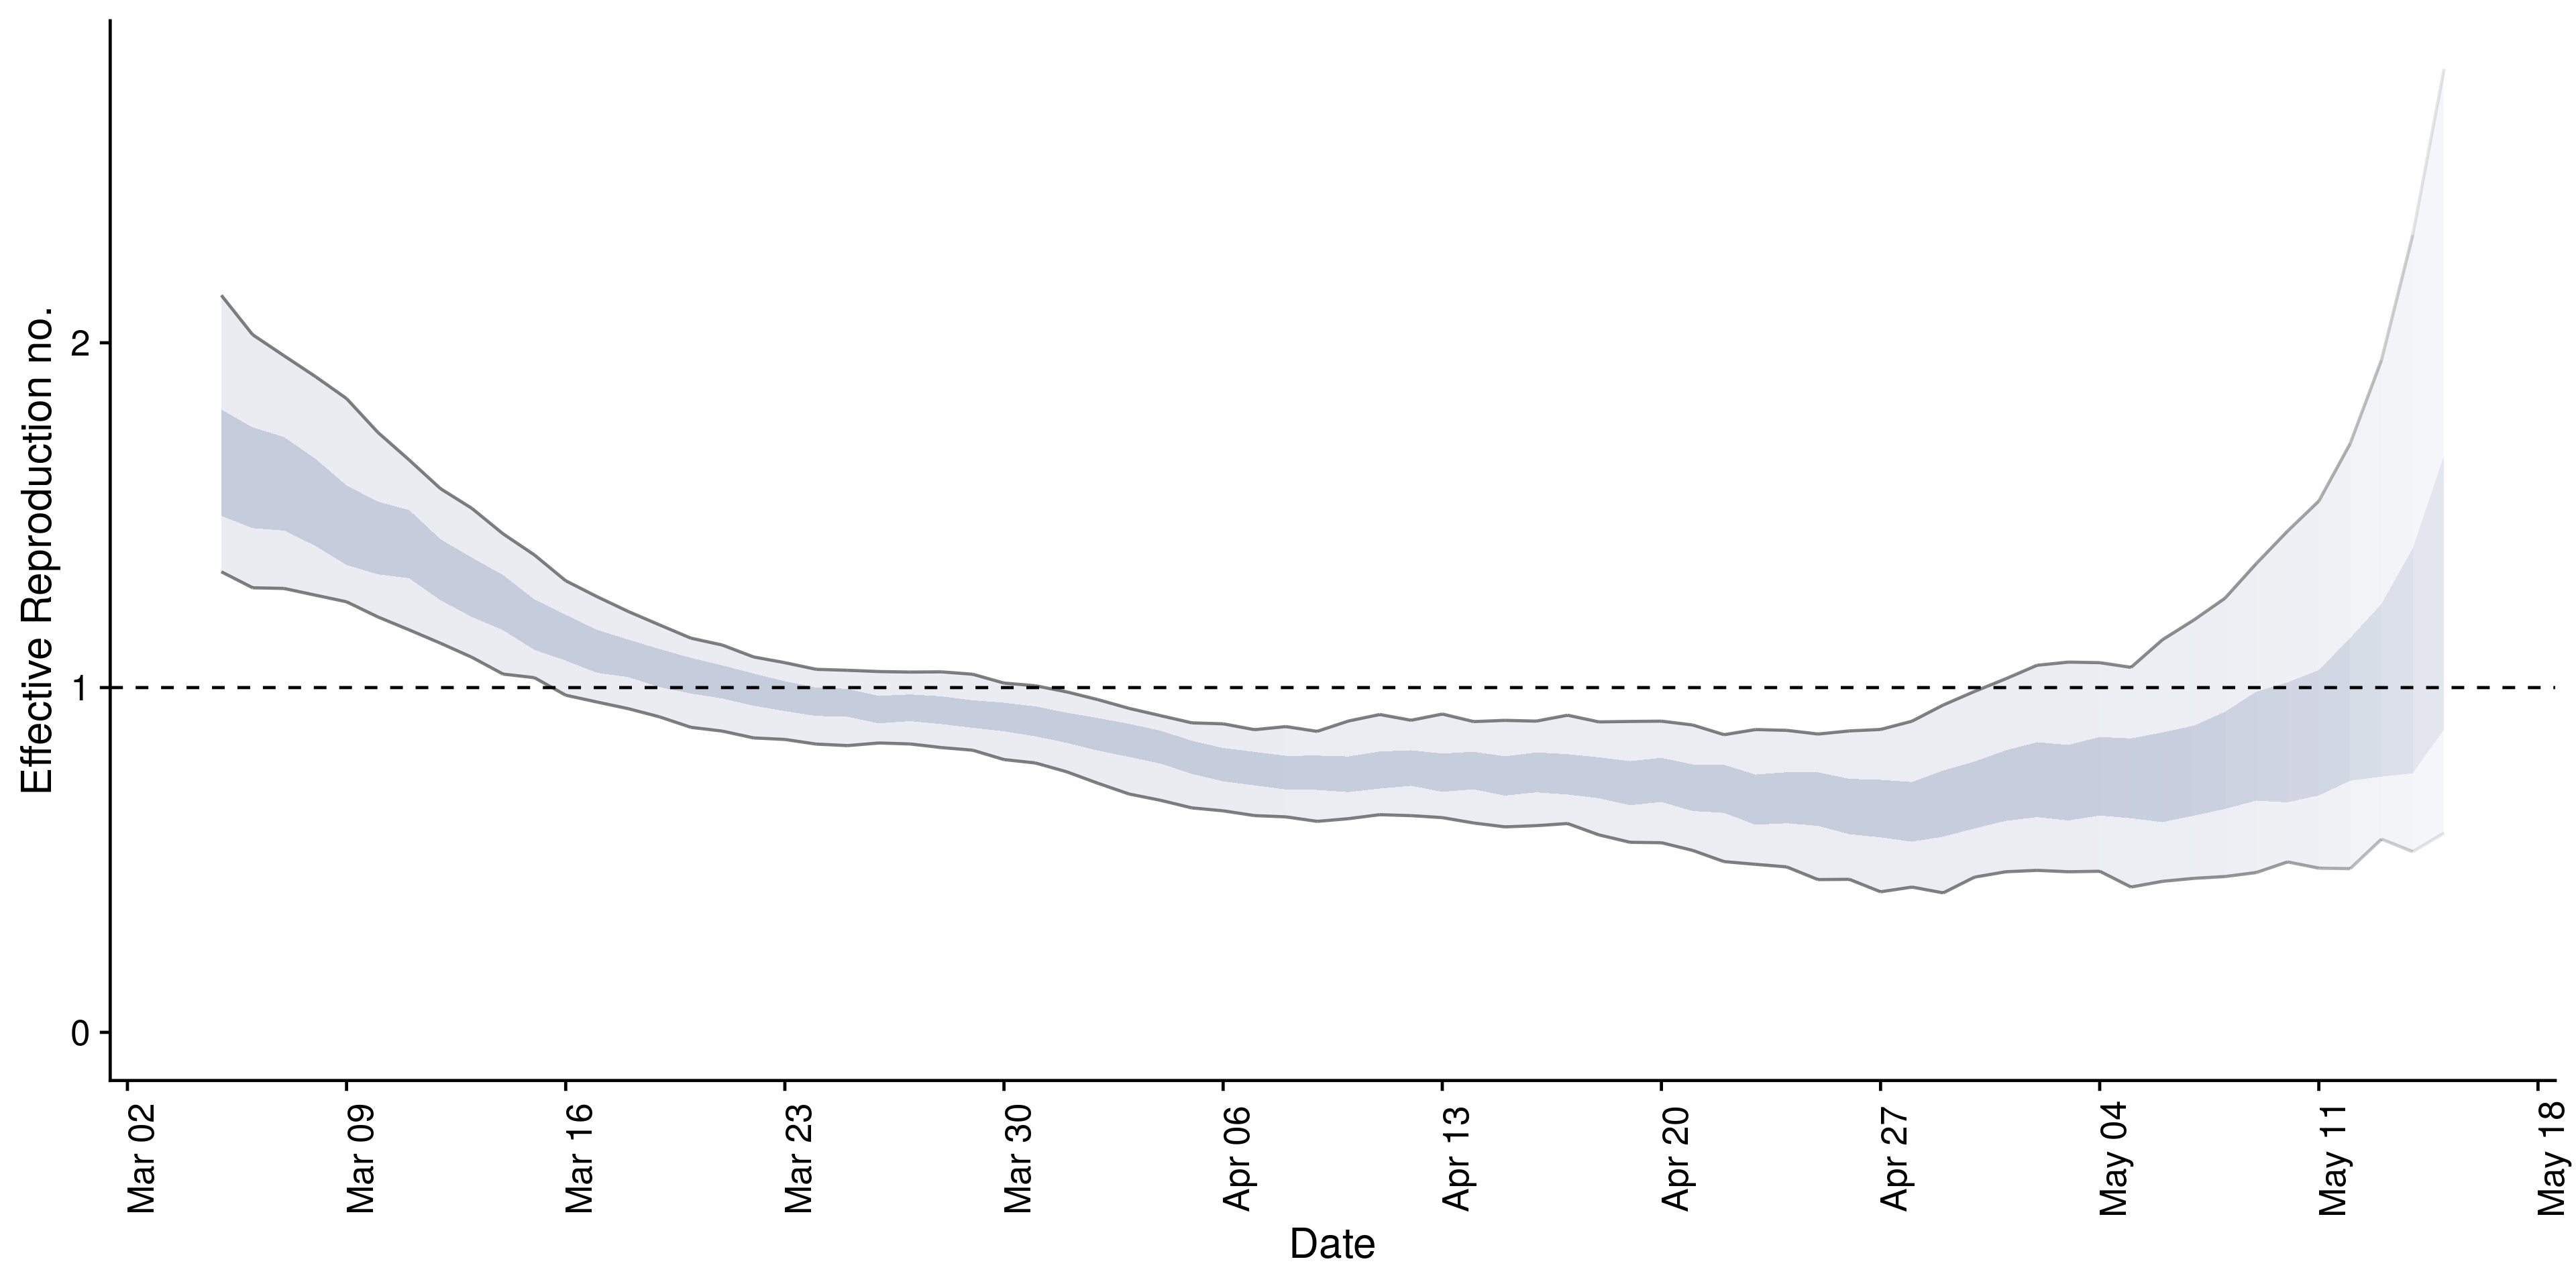 Effective Reproduction no.
2
1
0
Mar 02
Mar 09
Mar 16
Mar 23
Mar 30
Apr 06
Apr 13
Apr 20
Apr 27
May 04
May 11
May 18
Date